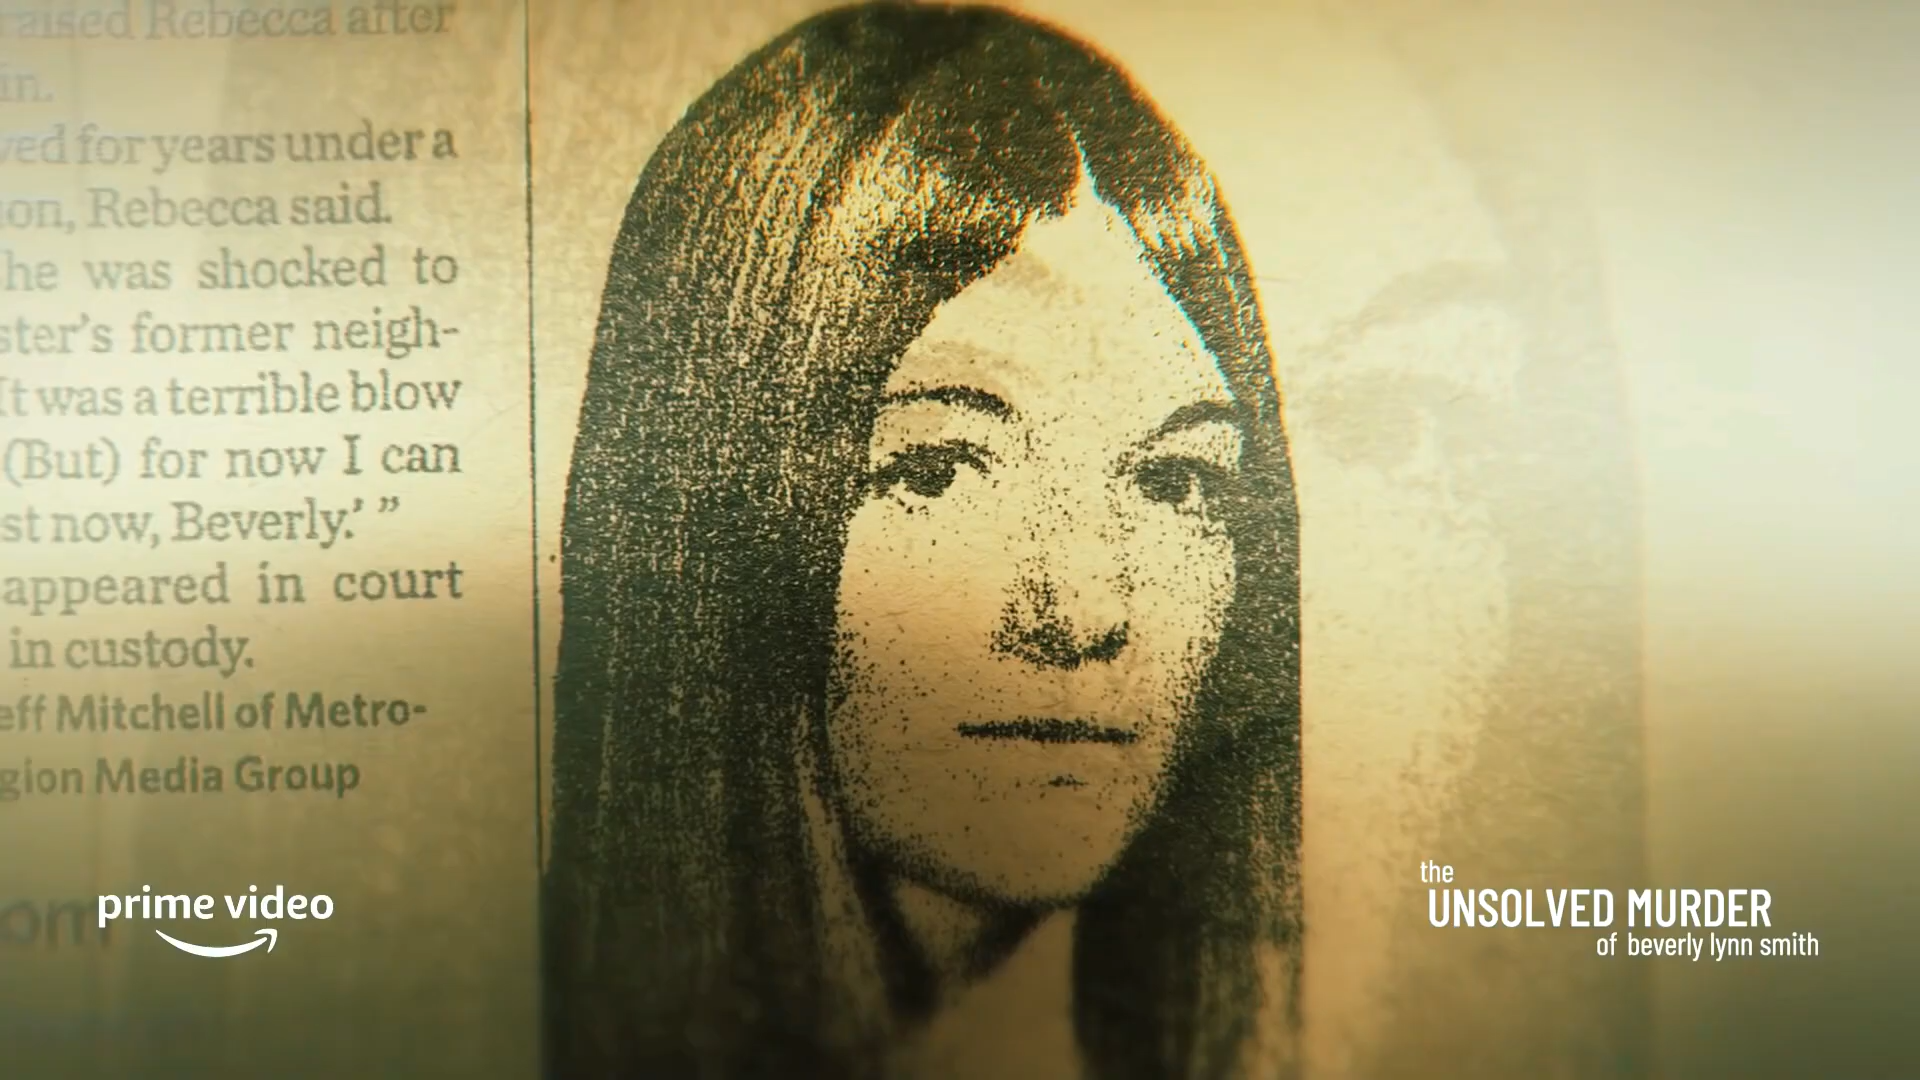 raised Rebecca after
in.
ved for years under a
on, Rebecca said.
he was shocked to
ster's former neigh-
It was a terrible blow
(But) for now I can
st now, Beverly.' ”
appeared in court
in custody.
eff Mitchell of Metro-
gion Media Group
om
prime video
the
UNSOLVED MURDER
of beverly lynn smith